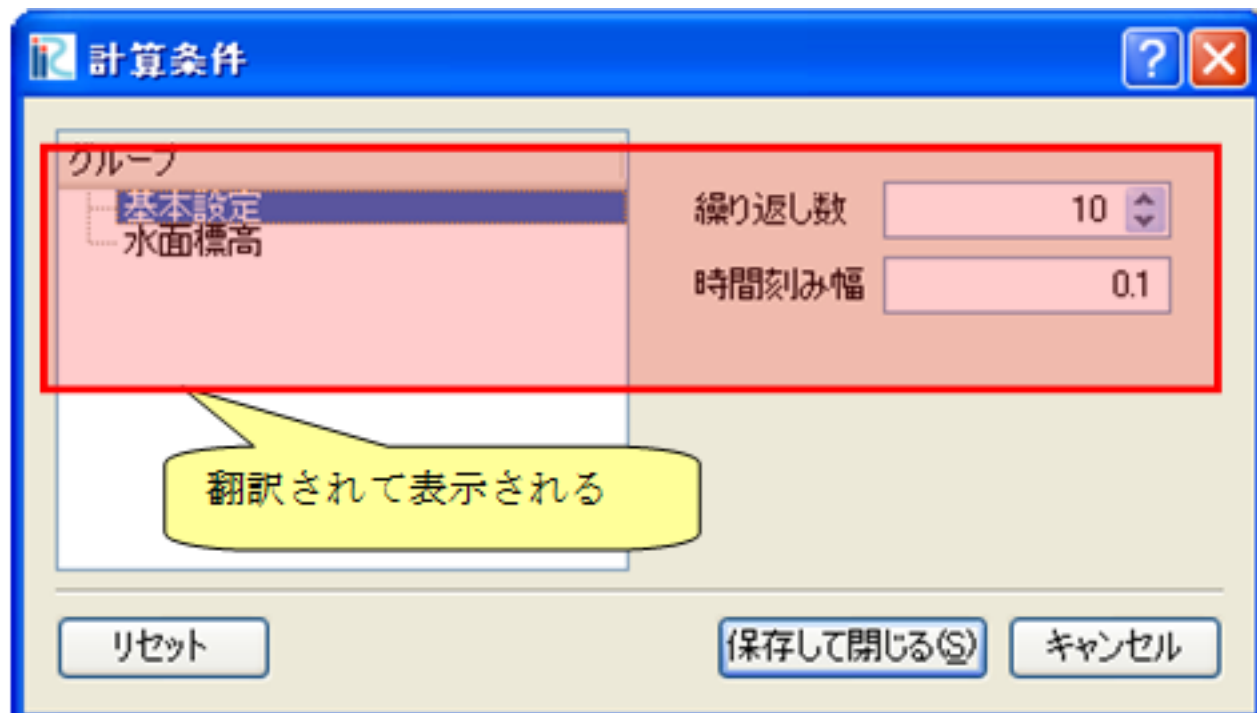 iR 計算条件
グループ
基本設定
水面標高
繰り返し数 10
時間刻み幅 0.1
翻訳されて表示される
リセット 保存して閉じる(S) キャンセル